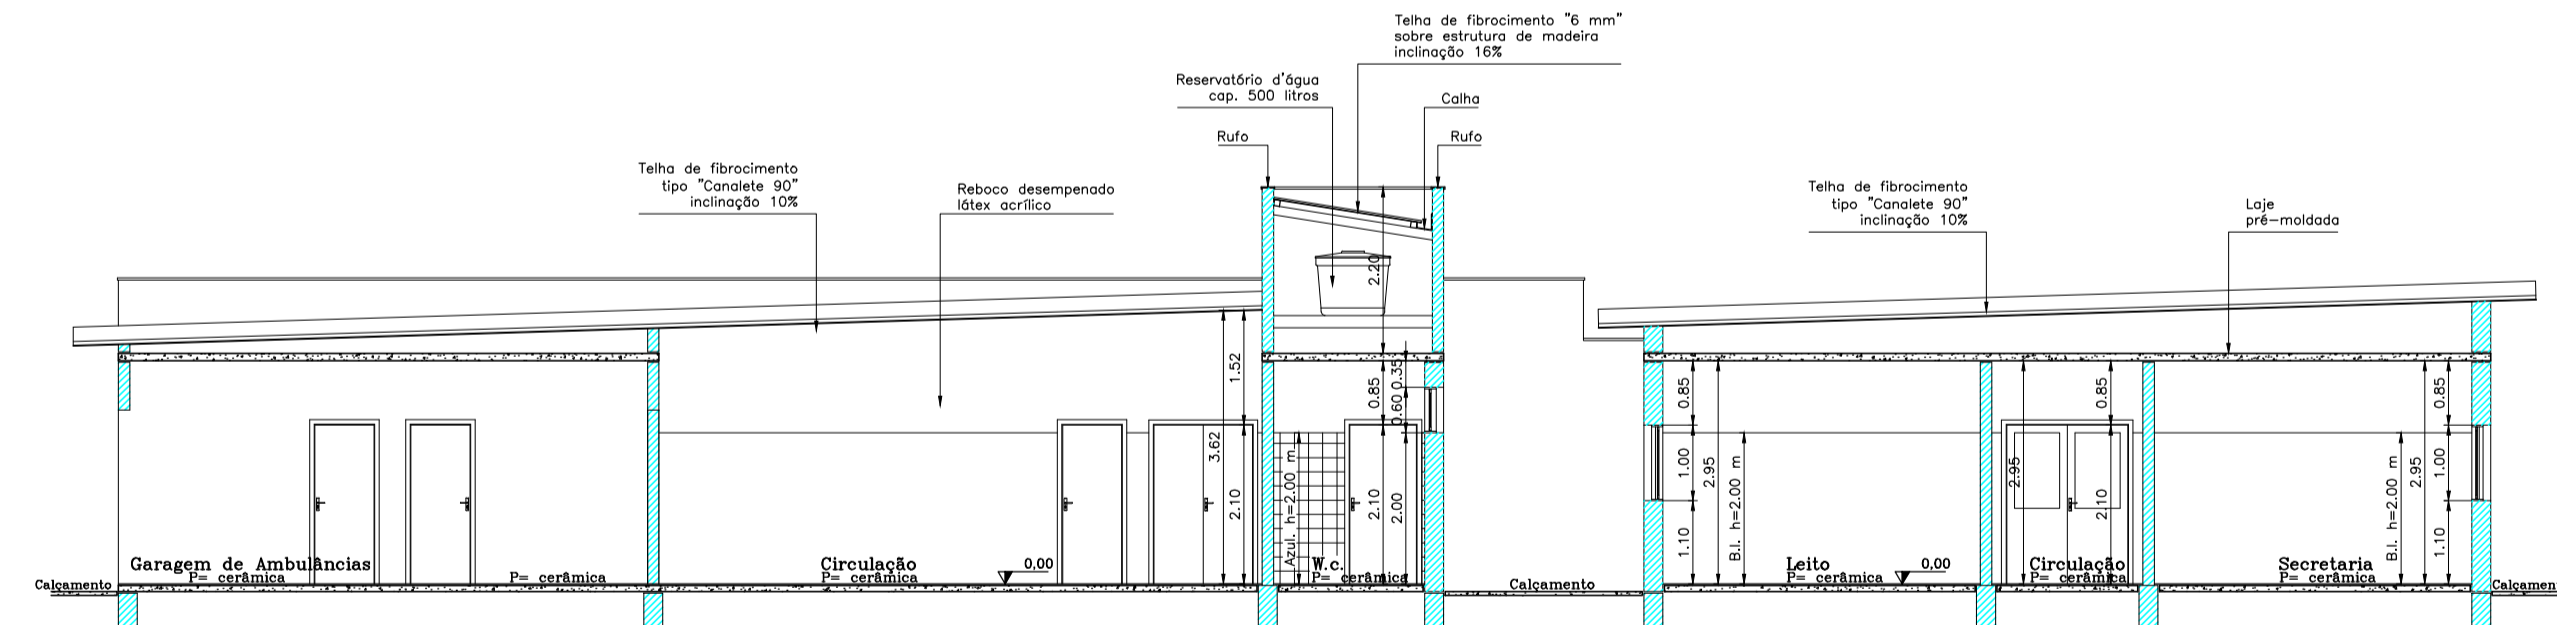 Telha de fibrocimento "6 mm"
sobre estrutura de madeira
inclinação 16%
Reservatório d'água
cap. 500 litros
Calha
Rufo
Rufo
Telha de fibrocimento
tipo "Canalete 90"
inclinação 10%
Reboco desempenado
látex acrílico
Telha de fibrocimento
tipo "Canalete 90"
inclinação 10%
Laje
pré-moldada
2.20
1.52
3.62
2.10
0.85
0.35
0.60
2.10
2.00
Azul. h=2.00 m
0.85
1.00
1.10
2.95
B.I. h=2.00 m
2.95
0.85
2.10
B.I. h=2.00 m
2.95
0.85
1.00
1.10
Garagem de Ambulâncias
P= cerâmica
P= cerâmica
Circulação
P= cerâmica
0,00
W.c.
P= cerâmica
Leito
P= cerâmica
0,00
Circulação
P= cerâmica
Secretaria
P= cerâmica
Calçamento
Calçamento
Calçamen